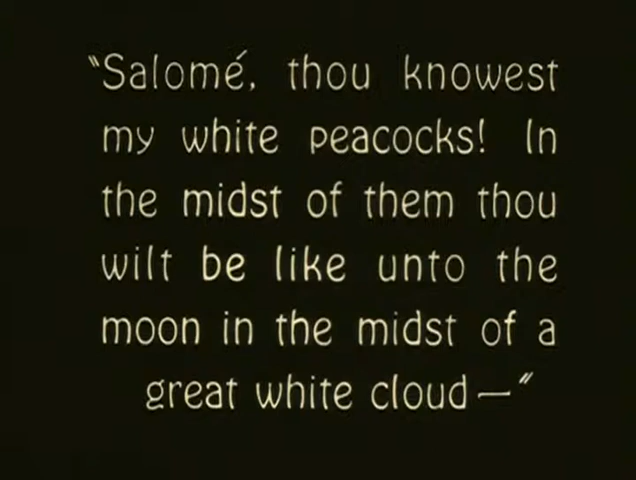 "Salomé, thou knowest
my white peacocks! In
the midst of them thou
wilt be like unto the
moon in the midst of a
great white cloud—"